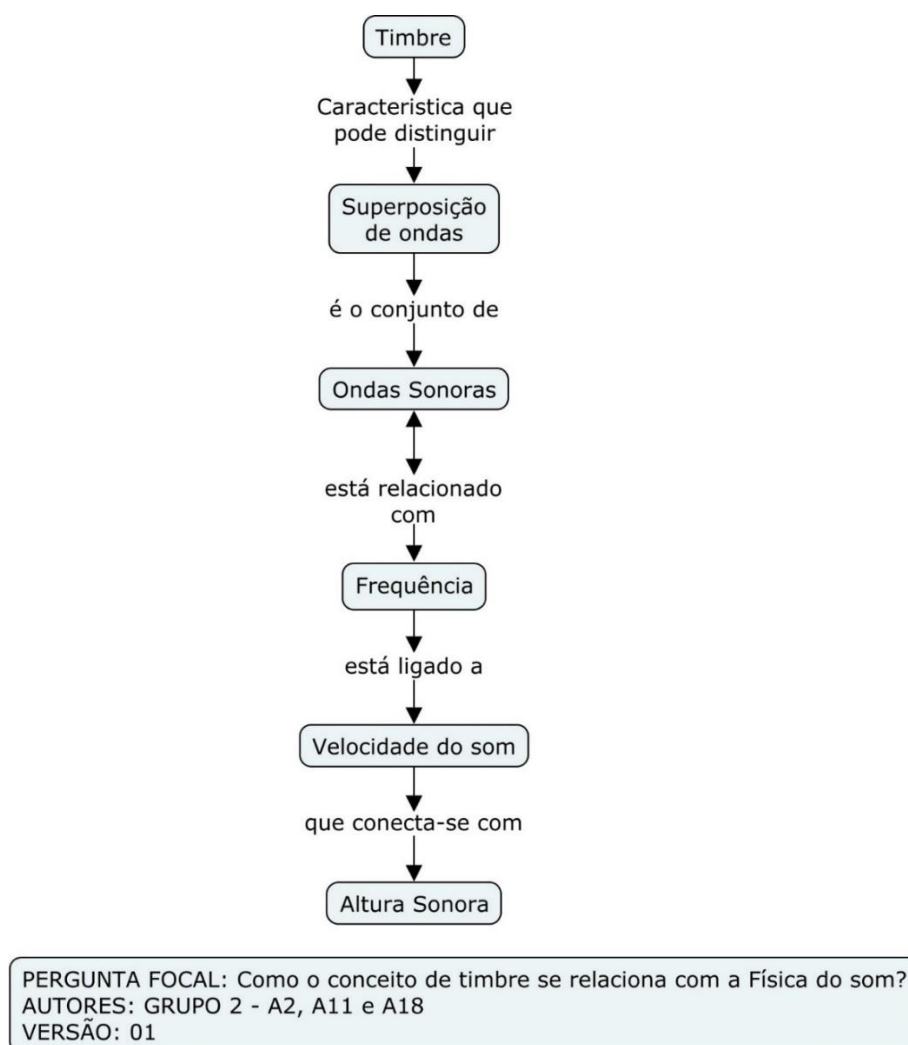 Timbre
Caracteristica que
pode distinguir
Superposição
de ondas
é o conjunto de
Ondas Sonoras
está relacionado
com
Frequência
está ligado a
Velocidade do som
que conecta-se com
Altura Sonora
PERGUNTA FOCAL: Como o conceito de timbre se relaciona com a Física do som?
AUTORES: GRUPO 2 - A2, A11 e A18
VERSÃO: 01